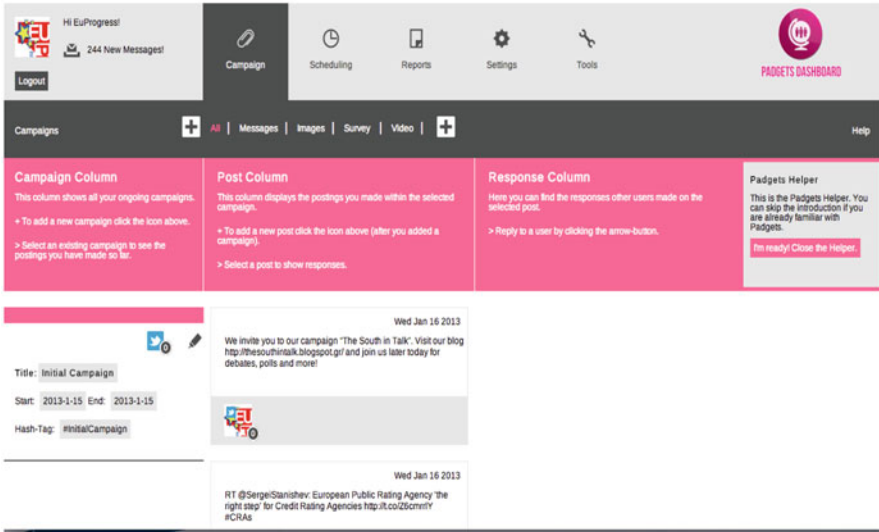 Hi EuProgress!
244 New Messages!
Logout
Campaign
Scheduling
Reports
Settings
Tools
PADGETS DASHBOARD
Campaigns
All | Messages | Images | Survey | Video |
Help
Campaign Column
This column shows all your ongoing campaigns.
+ To add a new campaign click the icon above.
> Select an existing campaign to see the
postings you have made so far.
Post Column
This column displays the postings you made within the selected
campaign.
+ To add a new post click the icon above (after you added a
campaign).
> Select a post to show responses.
Response Column
Here you can find the responses other users made on the
selected post.
> Reply to a user by clicking the arrow-button.
Padgets Helper
This is the Padgets Helper. You
can skip the introduction if you
are already familiar with
Padgets.
I'm ready! Close the Helper.
0
Title: Initial Campaign
Start: 2013-1-15 End: 2013-1-15
Hash-Tag: #InitialCampaign
Wed Jan 16 2013
We invite you to our campaign "The South in Talk". Visit our blog
http://thesouthintalk.blogspot.gr/ and join us later today for
debates, polls and more!
0
Wed Jan 16 2013
RT @SergeiStanishev: European Public Rating Agency 'the
right step' for Credit Rating Agencies
#CRAs